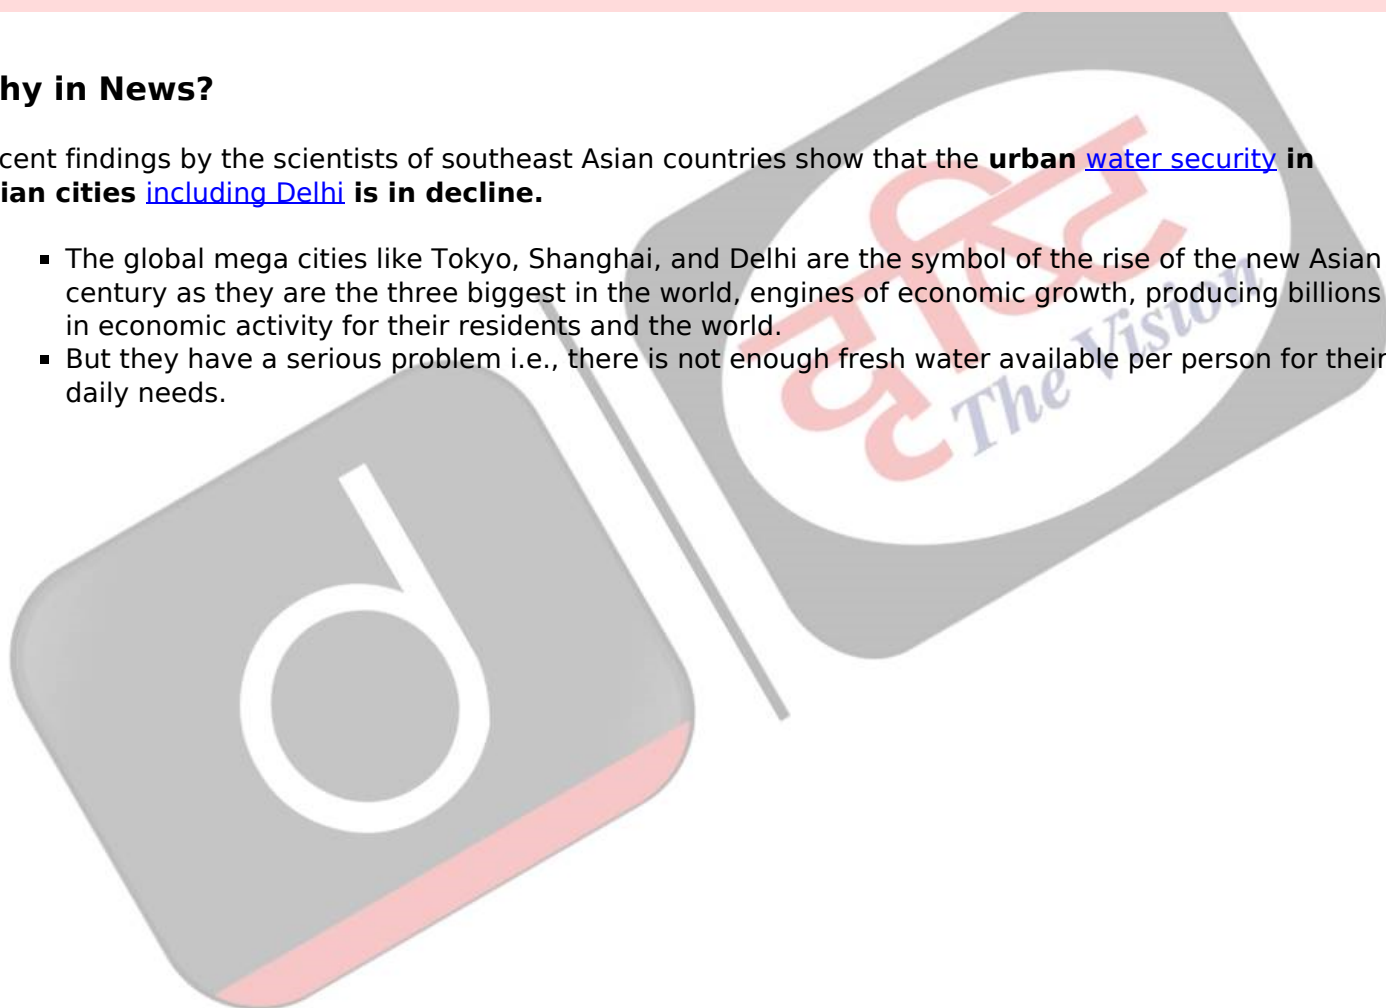 hy in News?
cent findings by the scientists of southeast Asian countries show that the urban water security in
ian cities including Delhi is in decline.
▪ The global mega cities like Tokyo, Shanghai, and Delhi are the symbol of the rise of the new Asian
century as they are the three biggest in the world, engines of economic growth, producing billions
in economic activity for their residents and the world.
▪ But they have a serious problem i.e., there is not enough fresh water available per person for their
daily needs.
दृष्टि
The Vision
d